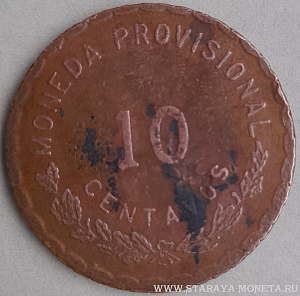 MONEDA PROVISIONAL
10
CENTAVOS
WWW.STARAYA-MONETA.RU